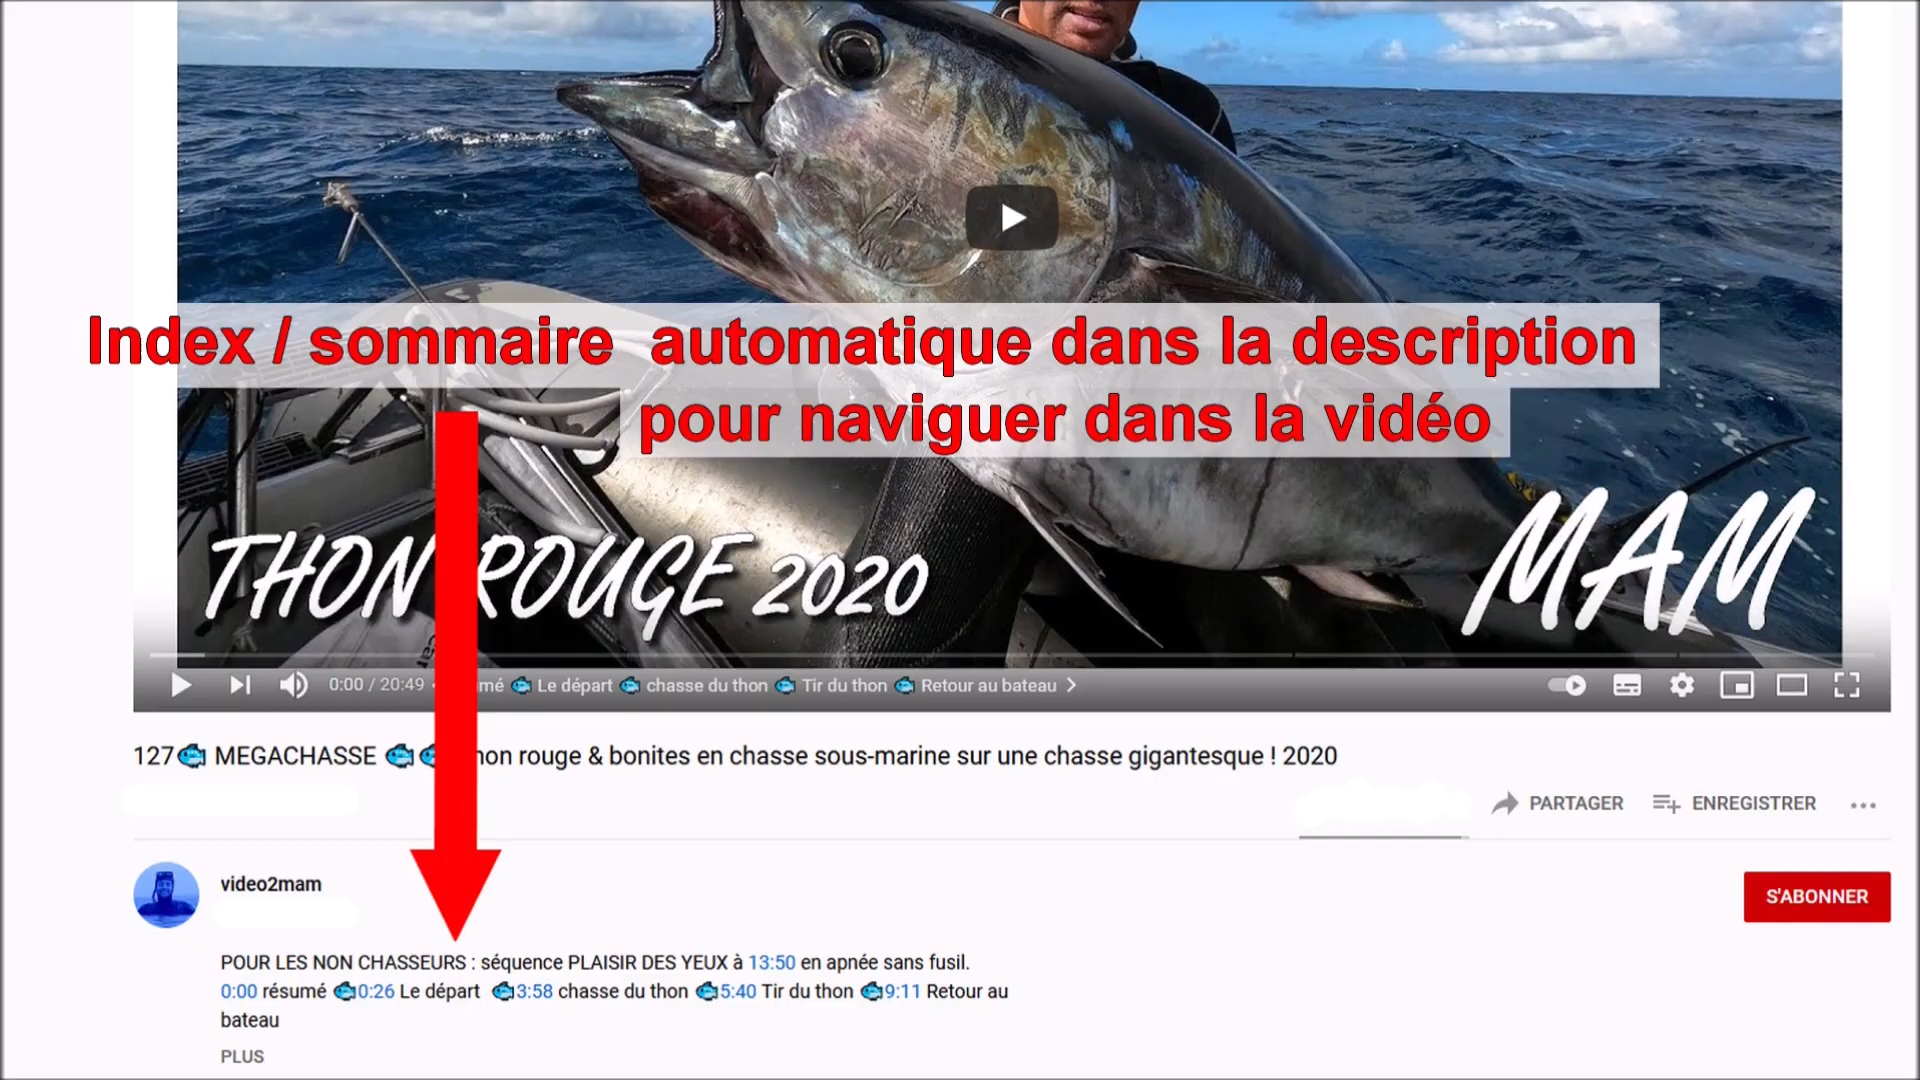 Index / sommaire automatique dans la description
pour naviguer dans la vidéo
THON ROUGE 2020
MAM
0:00 / 20:49 • Le départ 🐟 chasse du thon 🐟 Tir du thon 🐟 Retour au bateau >
127🐟 MEGACHASSE 🐟🐟 rouge & bonites en chasse sous-marine sur une chasse gigantesque ! 2020
PARTAGER
ENREGISTRER
...
video2mam
S'ABONNER
POUR LES NON CHASSEURS : séquence PLAISIR DES YEUX à 13:50 en apnée sans fusil.
0:00 résumé 🐟0:26 Le départ 🐟3:58 chasse du thon 🐟5:40 Tir du thon 🐟9:11 Retour au
bateau
PLUS